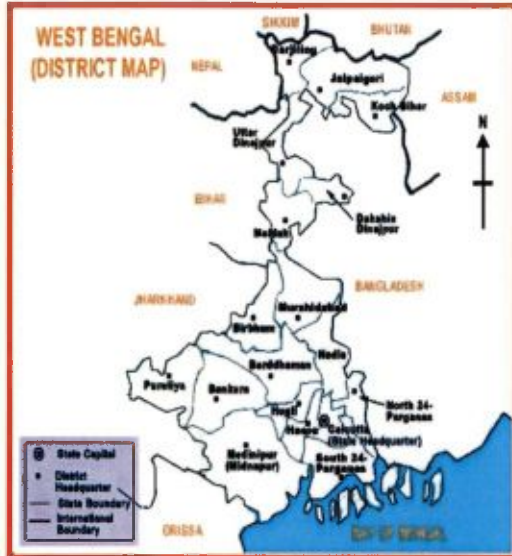 WEST BENGAL
(DISTRICT MAP)
SIKKIM
BHUTAN
NEPAL
Darjiling
Jalpaigori
Koch Bihar
ASSAM
N
Uttar
Dinajpur
BIHAR
Dakshin
Dinajpur
Maldah
JHARKHAND
BANGLADESH
Murshidabad
Birbhum
Nadia
Barddhaman
Puruliya
Bankura
North 24-
Parganas
Hugli
Calcutta
(State Headquarter)
Medinipur
(Midnapur)
South 24-
Parganas
State Capital
District
Headquarter
State Boundary
International
Boundary
ORISSA
BAY OF BENGAL